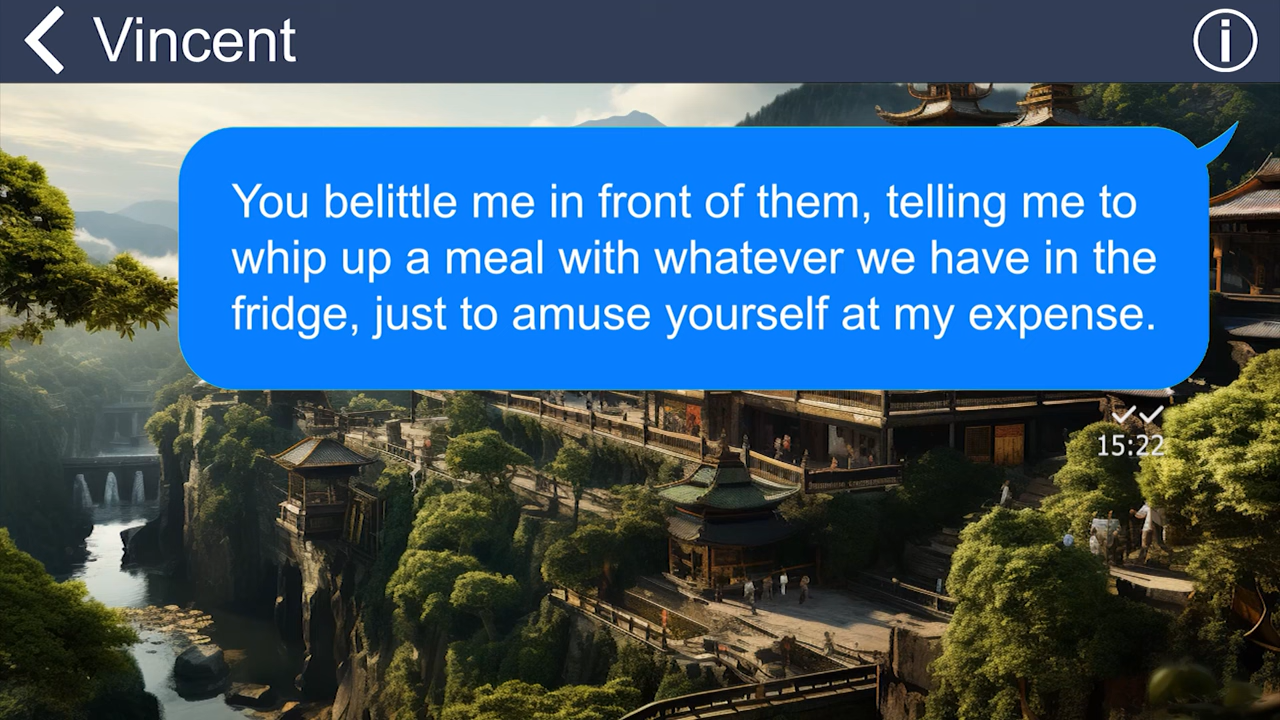 Vincent
You belittle me in front of them, telling me to
whip up a meal with whatever we have in the
fridge, just to amuse yourself at my expense.
15:22